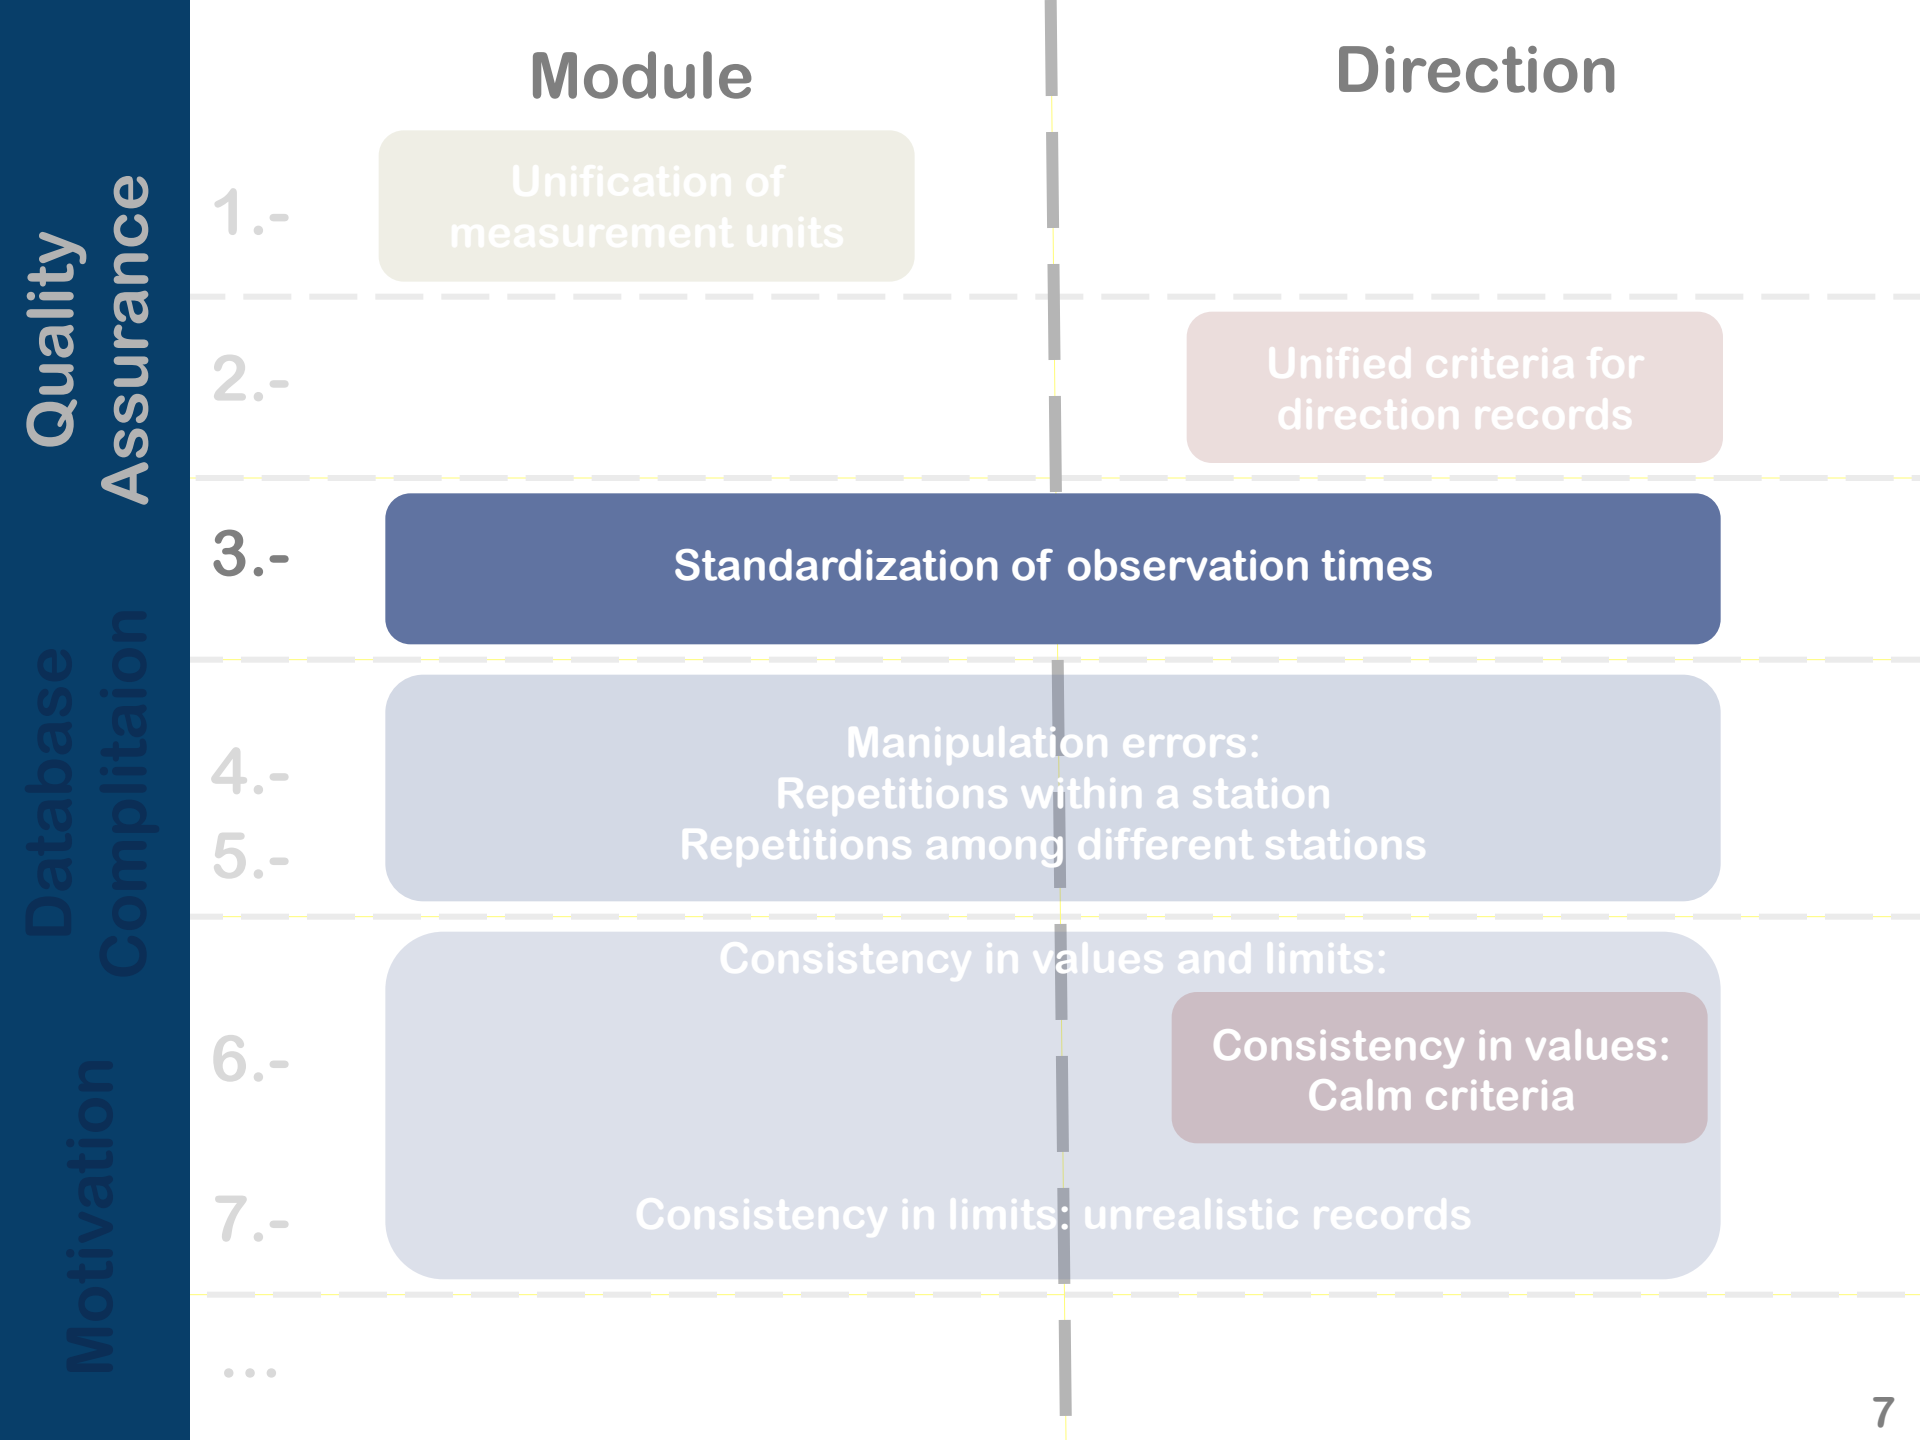 Quality
Assurance
Database
Complitaion
Motivation
Module
Direction
1.-
Unification of
measurement units
2.-
Unified criteria for
direction records
3.-
Standardization of observation times
4.-
5.-
Manipulation errors:
Repetitions within a station
Repetitions among different stations
Consistency in values and limits:
6.-
Consistency in values:
Calm criteria
7.-
Consistency in limits: unrealistic records
...
7